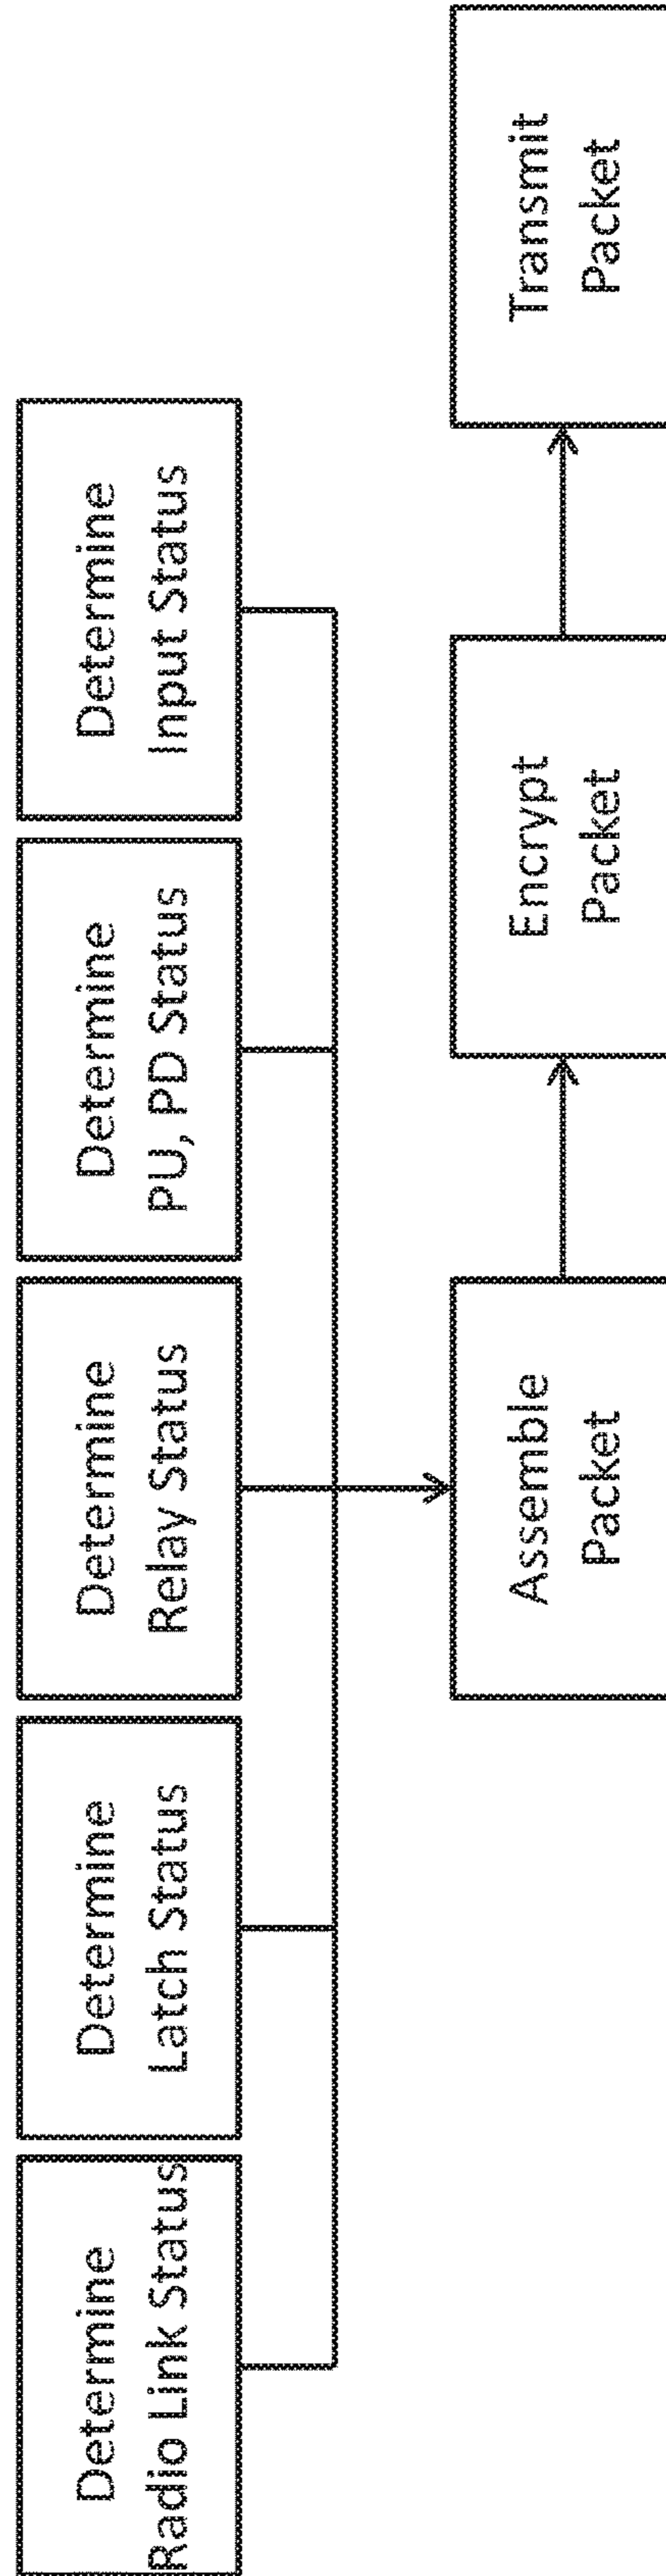 Determine
Radio Link Status
Determine
Latch Status
Determine
Relay Status
Determine
PU, PD Status
Determine
Input Status
Assemble
Packet
Encrypt
Packet
Transmit
Packet